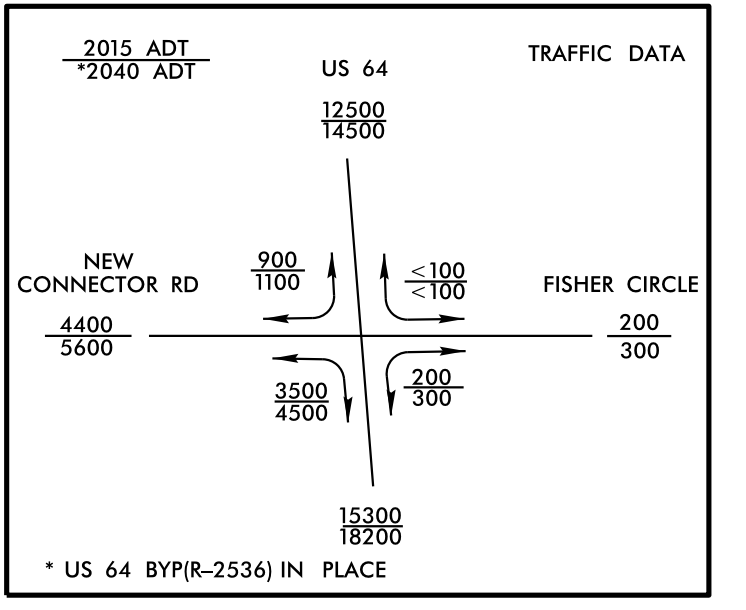 2015 ADT
*2040 ADT
TRAFFIC DATA
US 64
12500
14500
NEW
CONNECTOR RD
4400
5600
900
1100
<100
<100
FISHER CIRCLE
200
300
3500
4500
200
300
15300
18200
* US 64 BYP(R–2536) IN PLACE